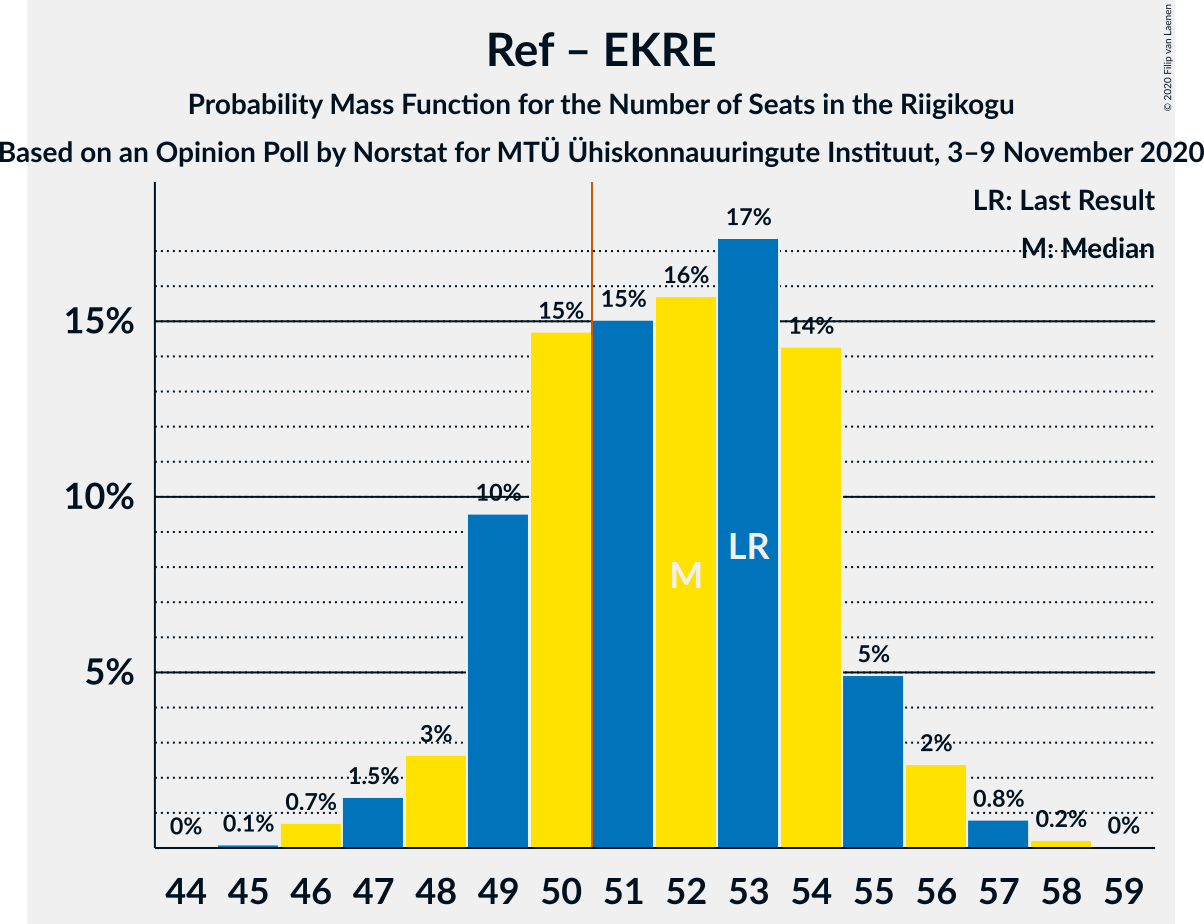 Ref – EKRE
Probability Mass Function for the Number of Seats in the Riigikogu
Based on an Opinion Poll by Norstat for MTÜ Ühiskonnauuringute Instituut, 3–9 November 2020
© 2020 Filip van Laenen
LR: Last Result
M: Median
15%
10%
5%
0%
0.1%
0.7%
1.5%
3%
10%
15%
15%
16%
17%
14%
5%
2%
0.8%
0.2%
0%
M
LR
44 45 46 47 48 49 50 51 52 53 54 55 56 57 58 59